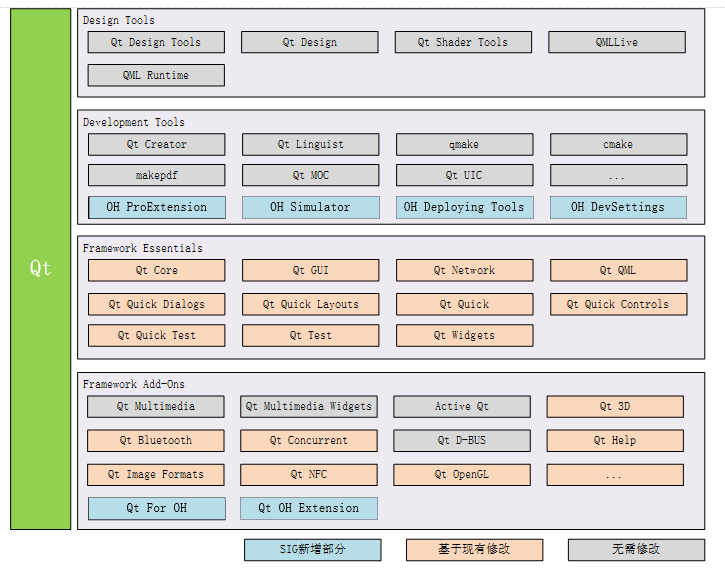 Qt
Design Tools
Qt Design Tools
Qt Design
Qt Shader Tools
QMLLive
QML Runtime
Development Tools
Qt Creator
Qt Linguist
qmake
cmake
makepdf
Qt MOC
Qt UIC
...
OH ProExtension
OH Simulator
OH Deploying Tools
OH DevSettings
Framework Essentials
Qt Core
Qt GUI
Qt Network
Qt QML
Qt Quick Dialogs
Qt Quick Layouts
Qt Quick
Qt Quick Controls
Qt Quick Test
Qt Test
Qt Widgets
Framework Add-Ons
Qt Multimedia
Qt Multimedia Widgets
Active Qt
Qt 3D
Qt Bluetooth
Qt Concurrent
Qt D-BUS
Qt Help
Qt Image Formats
Qt NFC
Qt OpenGL
...
Qt For OH
Qt OH Extension
SIG新增部分
基于现有修改
无需修改